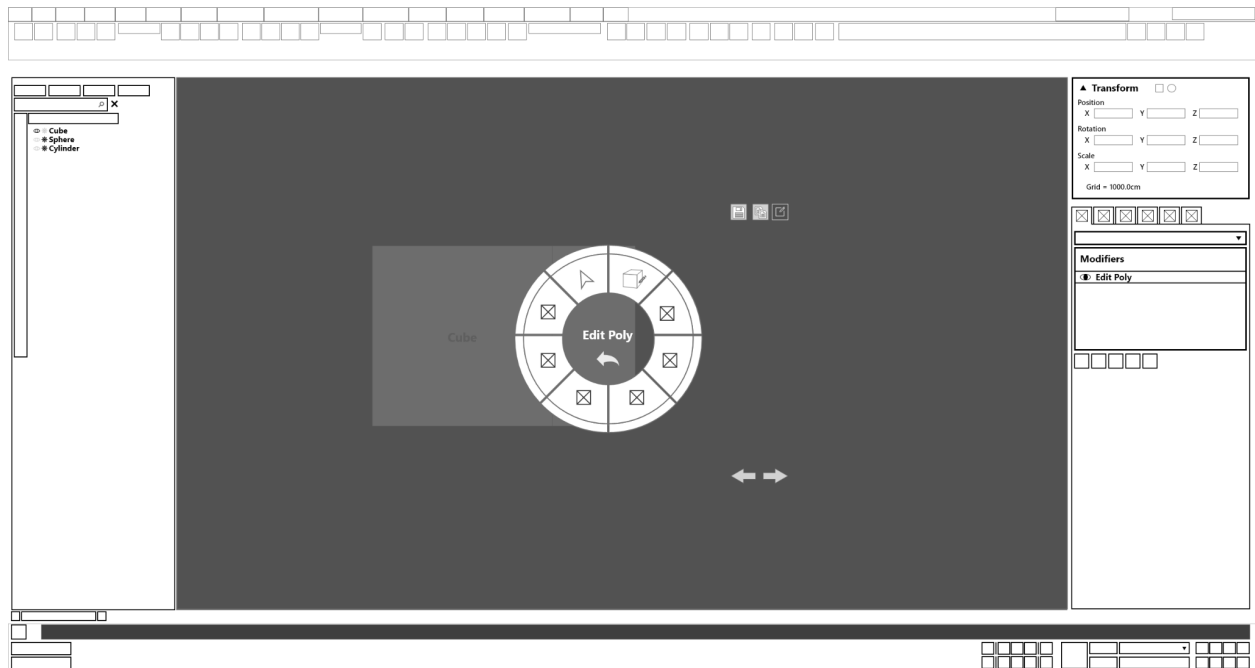 Cube
Sphere
Cylinder
Cube
Edit Poly
Transform
Position
X Y Z
Rotation
X Y Z
Scale
X Y Z
Grid = 1000.0cm
Modifiers
Edit Poly